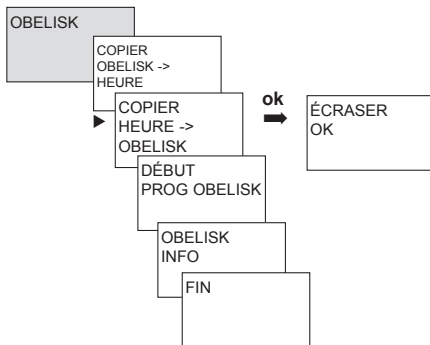 OBELISK
COPIER
OBELISK ->
HEURE
COPIER
HEURE ->
OBELISK
ok
ÉCRASER
OK
DÉBUT
PROG OBELISK
OBELISK
INFO
FIN